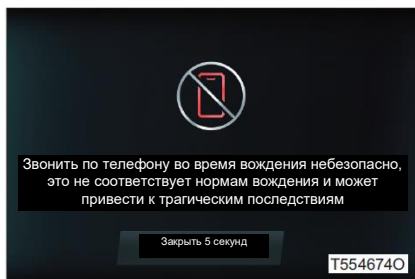 Звонить по телефону во время вождения небезопасно,
это не соответствует нормам вождения и может
привести к трагическим последствиям
Закрыть 5 секунд
T554674O